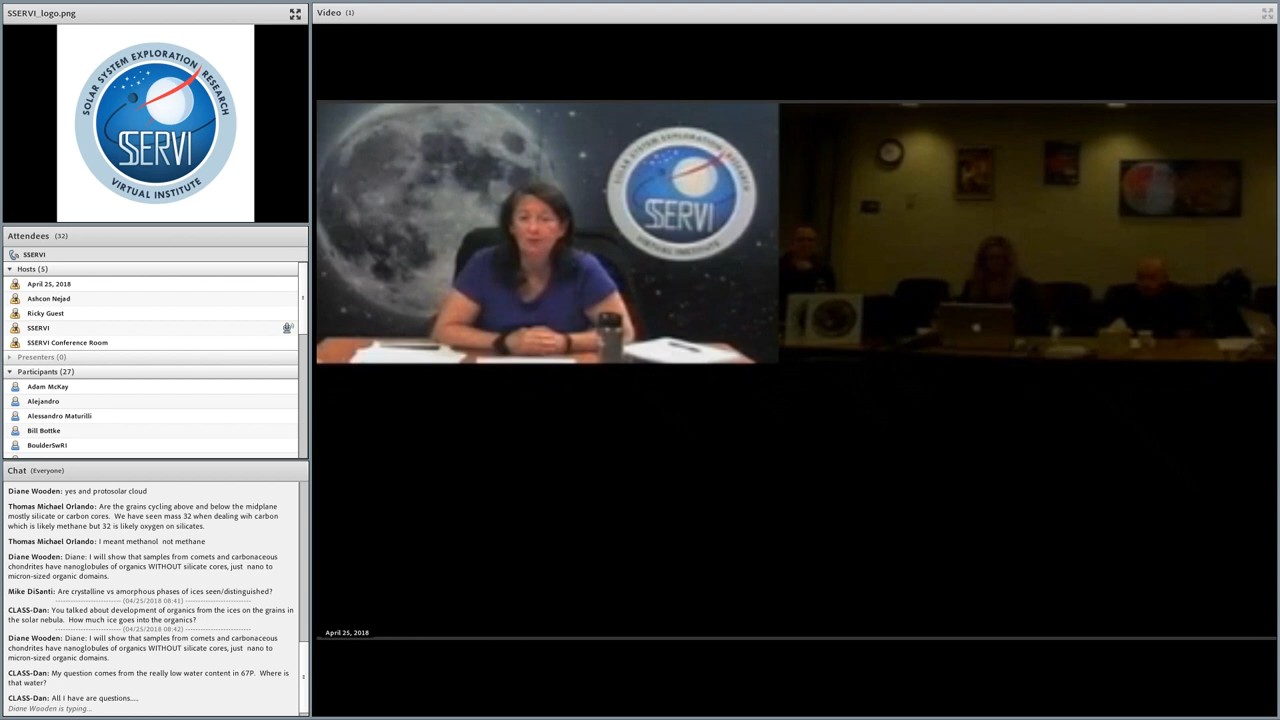 SSERVI_logo.png
SOLAR SYSTEM EXPLORATION RESEARCH
SSERVI
VIRTUAL INSTITUTE
Attendees (32)
SSERVI
Hosts (5)
April 25, 2018
Ashcon Nejad
Ricky Guest
SSERVI
SSERVI Conference Room
Presenters (0)
Participants (27)
Adam McKay
Alejandro
Alessandro Maturilli
Bill Bottke
BoulderSwRI
Chat (Everyone)
Diane Wooden: yes and protosolar cloud
Thomas Michael Orlando: Are the grains cycling above and below the midplane
mostly silicate or carbon cores. We have seen mass 32 when dealing wih carbon
which is likely methane but 32 is likely oxygen on silicates.
Thomas Michael Orlando: I meant methanol not methane
Diane Wooden: Diane: I will show that samples from comets and carbonaceous
chondrites have nanoglobules of organics WITHOUT silicate cores, just nano to
micron-sized organic domains.
Mike DiSanti: Are crystalline vs amorphous phases of ices seen/distinguished?
------------------------- (04/25/2018 08:41) -------------------------
CLASS-Dan: You talked about development of organics from the ices on the grains in
the solar nebula. How much ice goes into the organics?
------------------------- (04/25/2018 08:42) -------------------------
Diane Wooden: Diane: I will show that samples from comets and carbonaceous
chondrites have nanoglobules of organics WITHOUT silicate cores, just nano to
micron-sized organic domains.
CLASS-Dan: My question comes from the really low water content in 67P. Where is
that water?
CLASS-Dan: All I have are questions....
Diane Wooden is typing...
Video (1)
SOLAR SYSTEM EXPLORATION RESEARCH
SSERVI
VIRTUAL INSTITUTE
April 25, 2018